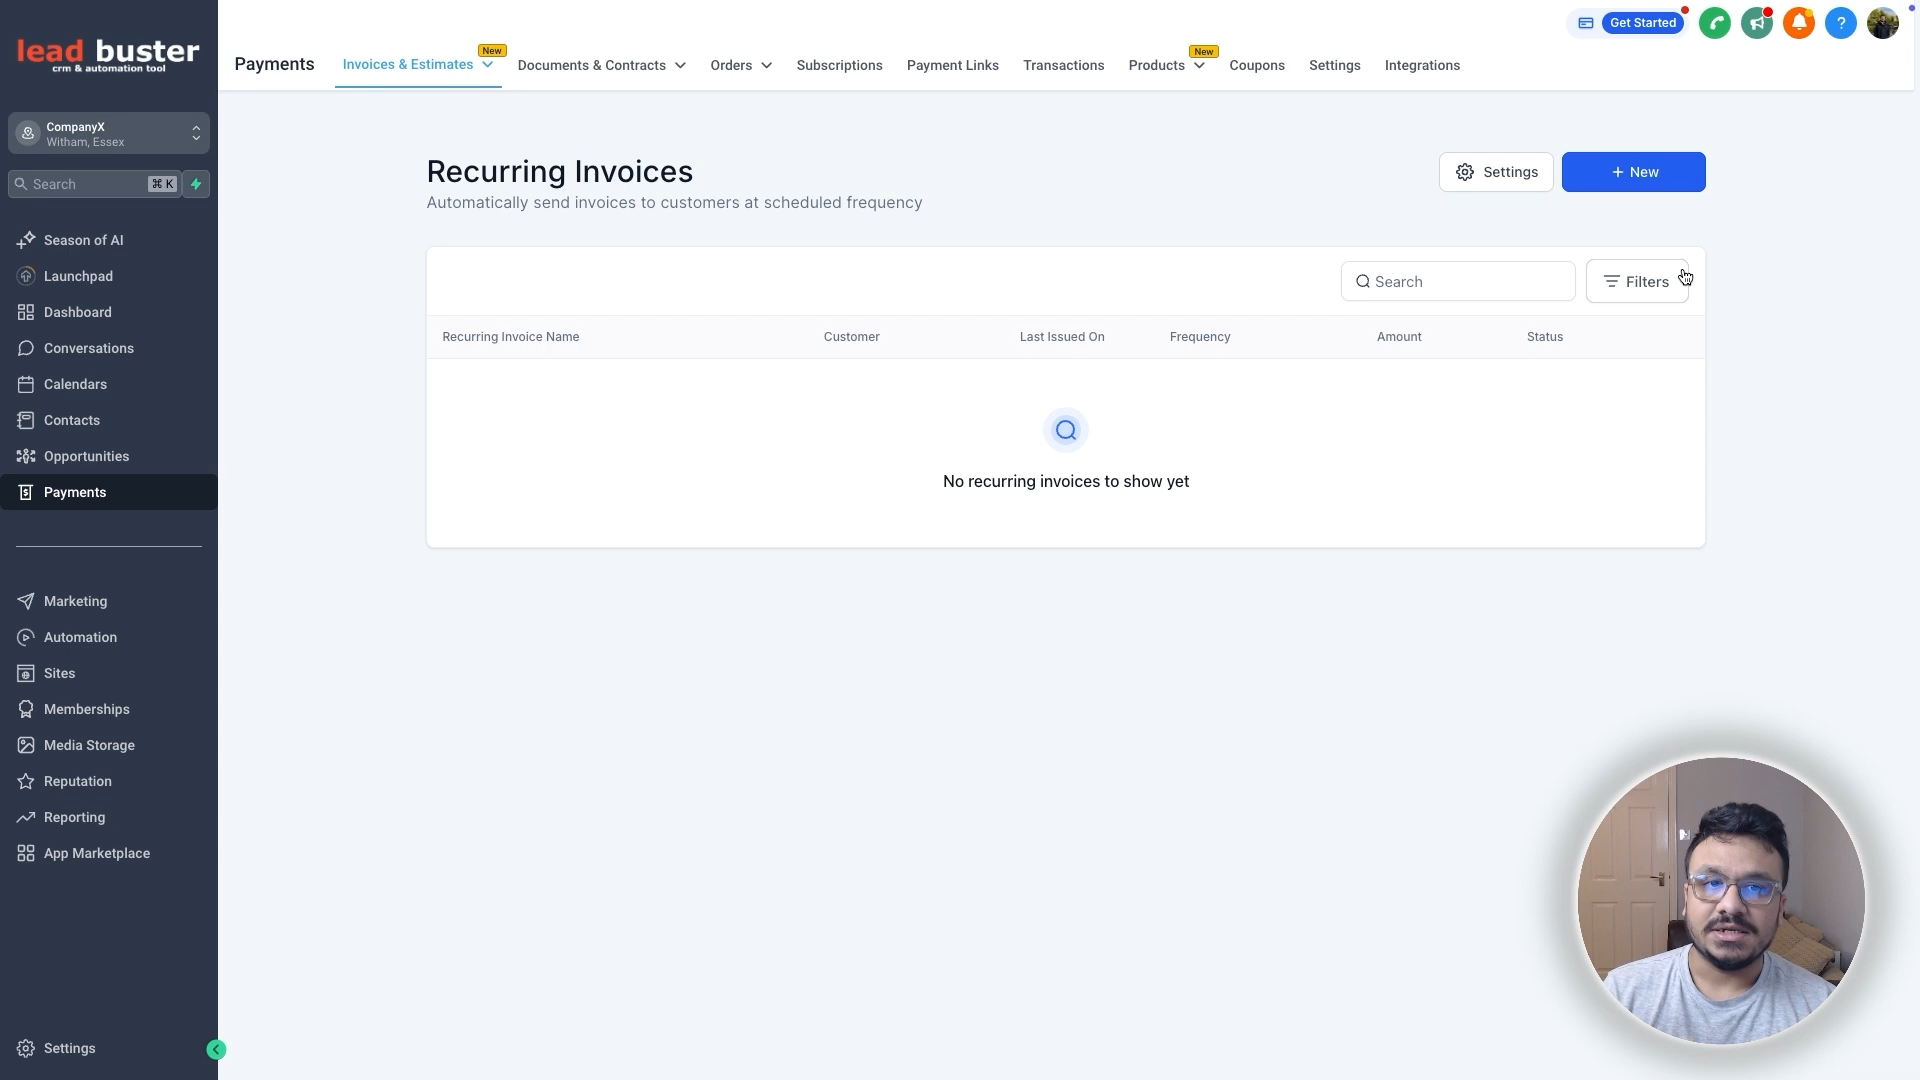 lead buster
crm & automation tool
CompanyX
Witham, Essex
Search ⌘ K
Season of AI
Launchpad
Dashboard
Conversations
Calendars
Contacts
Opportunities
Payments
Marketing
Automation
Sites
Memberships
Media Storage
Reputation
Reporting
App Marketplace
Settings
Get Started
?
Payments
Invoices & Estimates
New
Documents & Contracts
Orders
Subscriptions
Payment Links
Transactions
Products
New
Coupons
Settings
Integrations
Recurring Invoices
Automatically send invoices to customers at scheduled frequency
Settings
+ New
Search
Filters
Recurring Invoice Name Customer Last Issued On Frequency Amount Status
No recurring invoices to show yet